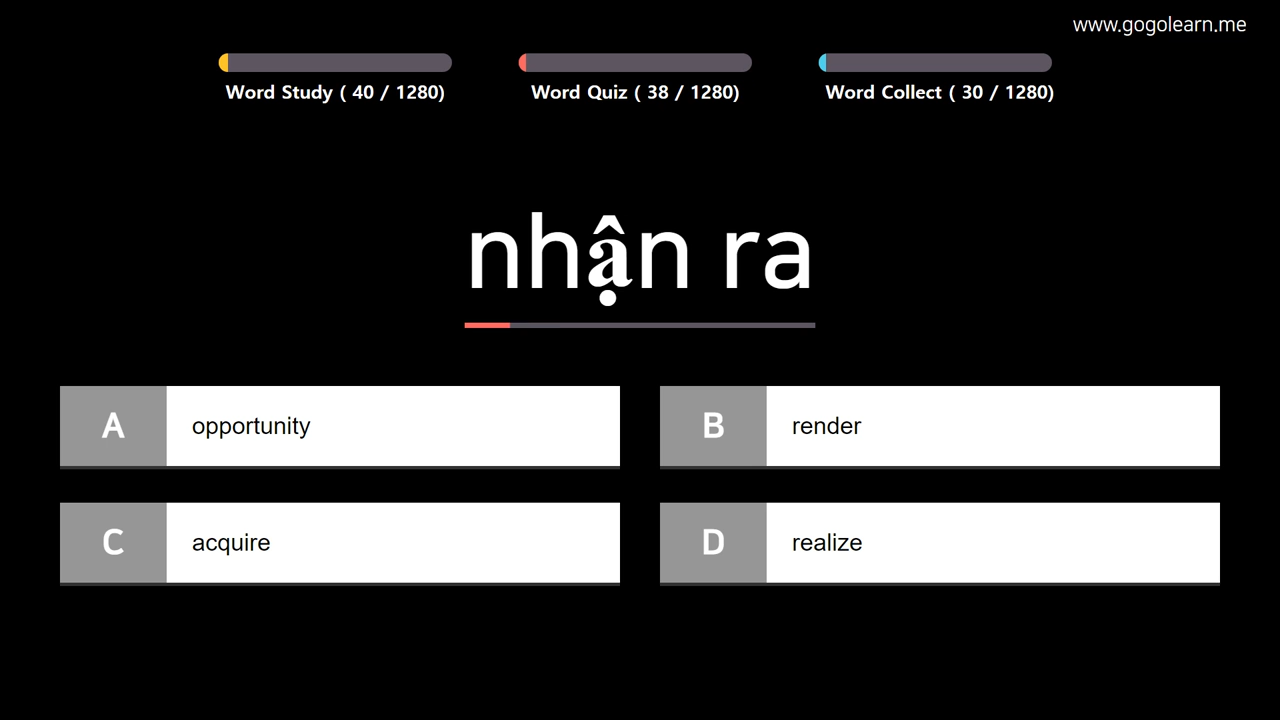 www.gogolearn.me
Word Study ( 40 / 1280)
Word Quiz ( 38 / 1280)
Word Collect ( 30 / 1280)
nhận ra
A opportunity
B render
C acquire
D realize